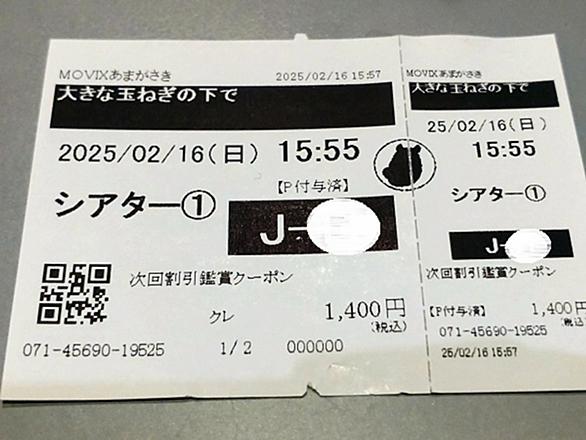 MOVIXあまがさき 2025/02/16 15:57
大きな玉ねぎの下で
2025/02/16(日) 15:55
【P付与済】
シアター①
J-
次回割引鑑賞クーポン
クレ 1,400円
(税込)
071-45690-19525 1/2 000000
MOVIXあまがさき
大きな玉ねぎの下で
25/02/16(日)
15:55
シアター①
J-
次回割引鑑賞クーポン
【P付与済】 1,400円
(税込)
071-45690-19525
25/02/16 15:57